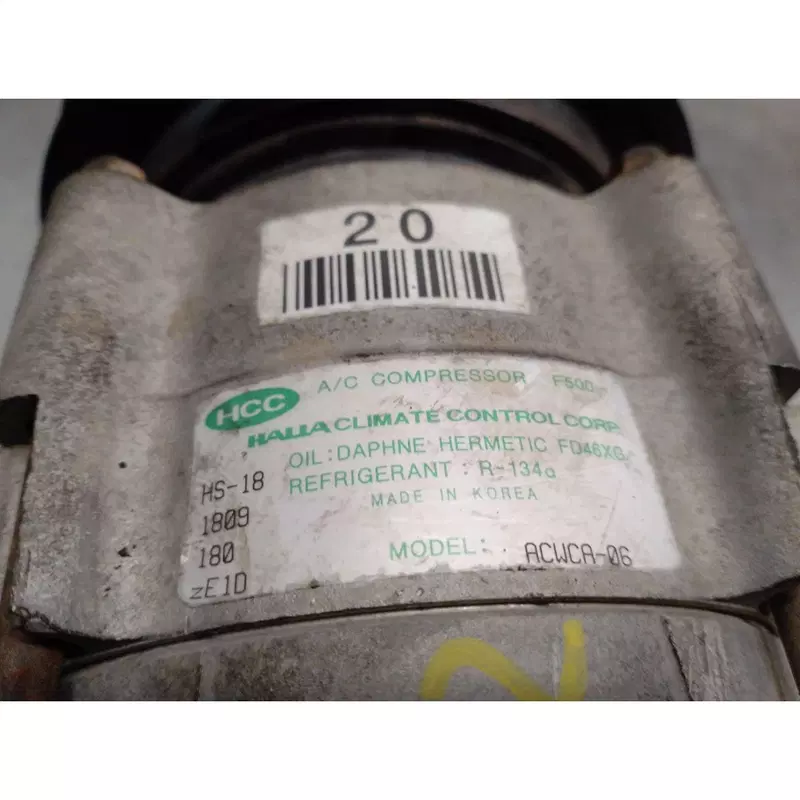 20
HCC A/C COMPRESSOR F500
HALLA CLIMATE CONTROL CORP.
OIL: DAPHNE HERMETIC FD46XG
REFRIGERANT: R-134a
MADE IN KOREA
HS-18
1809
180
zE1D
MODEL: ACWCA-06
2